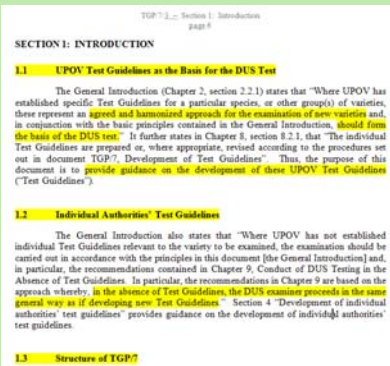 TGP/7.3 – Section 1: Introduction
page 6
SECTION 1: INTRODUCTION
1.1 UPOV Test Guidelines as the Basis for the DUS Test
The General Introduction (Chapter 2, section 2.2.1) states that “Where UPOV has
established specific Test Guidelines for a particular species, or other group(s) of varieties,
these represent an agreed and harmonized approach for the examination of new varieties and,
in conjunction with the basic principles contained in the General Introduction, should form
the basis of the DUS test.” It further states in Chapter 8, section 8.2.1, that “The individual
Test Guidelines are prepared or, where appropriate, revised according to the procedures set
out in document TGP/7, Development of Test Guidelines”. Thus, the purpose of this
document is to provide guidance on the development of these UPOV Test Guidelines
(“Test Guidelines”).
1.2 Individual Authorities’ Test Guidelines
The General Introduction also states that “Where UPOV has not established
individual Test Guidelines relevant to the variety to be examined, the examination should be
carried out in accordance with the principles in this document [the General Introduction] and,
in particular, the recommendations contained in Chapter 9, Conduct of DUS Testing in the
Absence of Test Guidelines. In particular, the recommendations in Chapter 9 are based on the
approach whereby, in the absence of Test Guidelines, the DUS examiner proceeds in the same
general way as if developing new Test Guidelines.” Section 4 “Development of individual
authorities’ test guidelines” provides guidance on the development of individual authorities’
test guidelines.
1.3 Structure of TGP/7